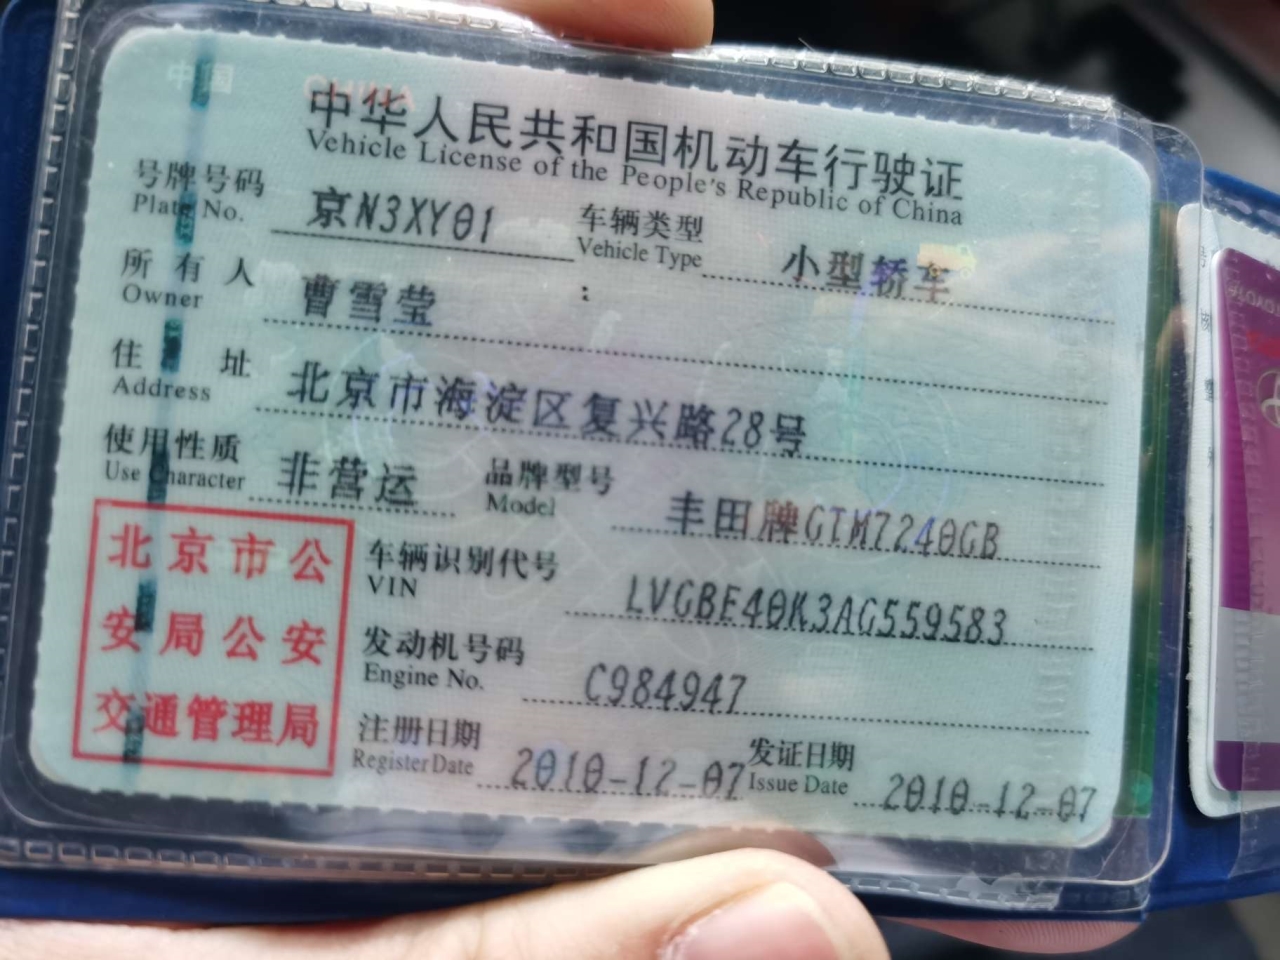 中国 CHINA
中华人民共和国机动车行驶证
Vehicle License of the People's Republic of China
号牌号码 京N3XY01 车辆类型 小型轿车
Plate No. Vehicle Type
所有人 曹雪莹
Owner
住址 北京市海淀区复兴路28号
Address
使用性质 非营运 品牌型号 丰田牌GTM7240GB
Use Character Model
车辆识别代号 LVGBE40K3AG559583
VIN
发动机号码 C984947
Engine No.
注册日期 2010-12-07 发证日期 2010-12-07
Register Date Issue Date
北京市公
安局公安
交通管理局